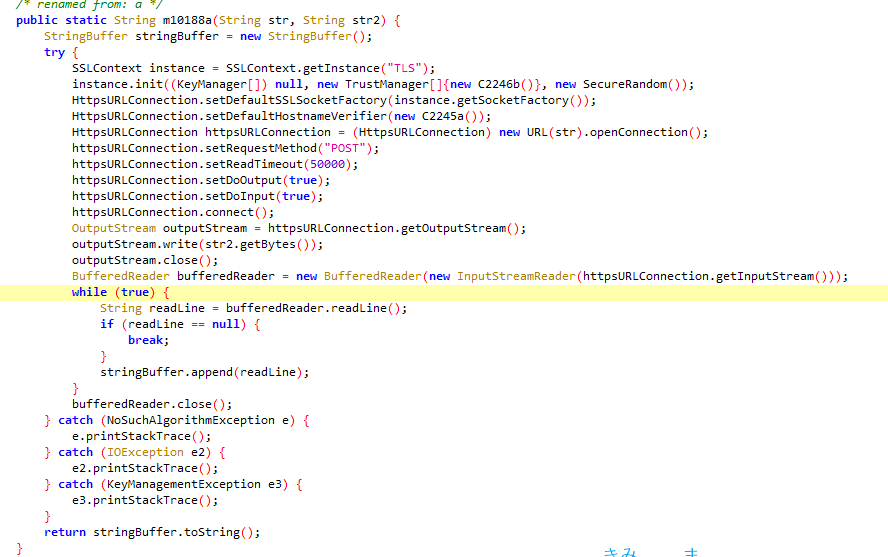 /* renamed from: a */
public static String m10188a(String str, String str2) {
StringBuffer stringBuffer = new StringBuffer();
try {
SSLContext instance = SSLContext.getInstance("TLS");
instance.init((KeyManager[]) null, new TrustManager[]{new C2246b()}, new SecureRandom());
HttpsURLConnection.setDefaultSSLSocketFactory(instance.getSocketFactory());
HttpsURLConnection.setDefaultHostnameVerifier(new C2245a());
HttpsURLConnection httpsURLConnection = (HttpsURLConnection) new URL(str).openConnection();
httpsURLConnection.setRequestMethod("POST");
httpsURLConnection.setReadTimeout(50000);
httpsURLConnection.setDoOutput(true);
httpsURLConnection.setDoInput(true);
httpsURLConnection.connect();
OutputStream outputStream = httpsURLConnection.getOutputStream();
outputStream.write(str2.getBytes());
outputStream.close();
BufferedReader bufferedReader = new BufferedReader(new InputStreamReader(httpsURLConnection.getInputStream()));
while (true) {
String readLine = bufferedReader.readLine();
if (readLine == null) {
break;
}
stringBuffer.append(readLine);
}
bufferedReader.close();
} catch (NoSuchAlgorithmException e) {
e.printStackTrace();
} catch (IOException e2) {
e2.printStackTrace();
} catch (KeyManagementException e3) {
e3.printStackTrace();
}
return stringBuffer.toString();
}